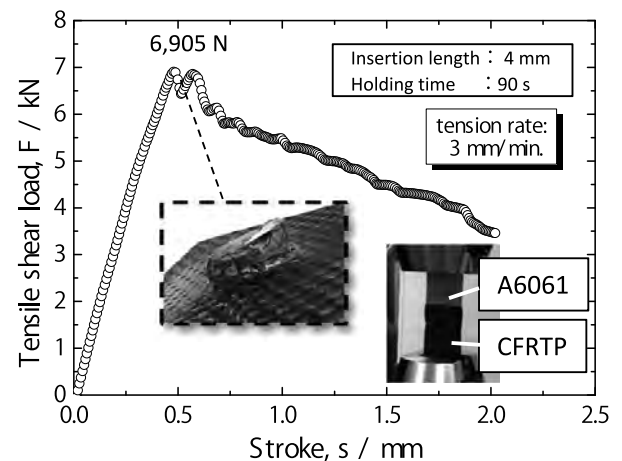 8
7
6
5
4
3
2
1
0
Tensile shear load, F / kN
6,905 N
Insertion length : 4 mm
Holding time : 90 s
tension rate:
3 mm/min.
A6061
CFRTP
0.0
0.5
1.0
1.5
2.0
2.5
Stroke, s / mm